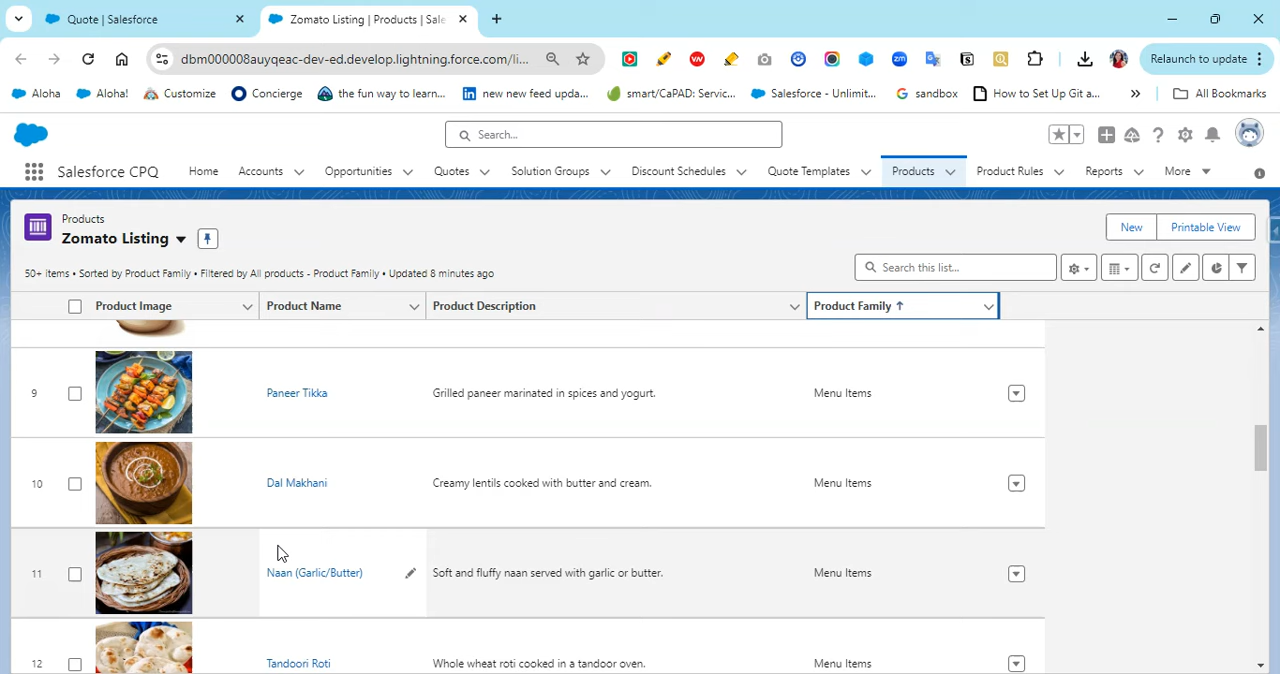 Quote | Salesforce
Zomato Listing | Products | Sale
dbm000008auyqeac-dev-ed.develop.lightning.force.com/li...
Relaunch to update
Aloha
Aloha!
Customize
Concierge
the fun way to learn...
new new feed upda...
smart/CaPAD: Servic...
Salesforce - Unlimit...
sandbox
How to Set Up Git a...
All Bookmarks
Search...
Salesforce CPQ
Home
Accounts
Opportunities
Quotes
Solution Groups
Discount Schedules
Quote Templates
Products
Product Rules
Reports
More
Products
Zomato Listing
New
Printable View
50+ items • Sorted by Product Family • Filtered by All products - Product Family • Updated 8 minutes ago
Search this list...
Product Image
Product Name
Product Description
Product Family ↑
9
Paneer Tikka
Grilled paneer marinated in spices and yogurt.
Menu Items
10
Dal Makhani
Creamy lentils cooked with butter and cream.
Menu Items
11
Naan (Garlic/Butter)
Soft and fluffy naan served with garlic or butter.
Menu Items
12
Tandoori Roti
Whole wheat roti cooked in a tandoor oven.
Menu Items